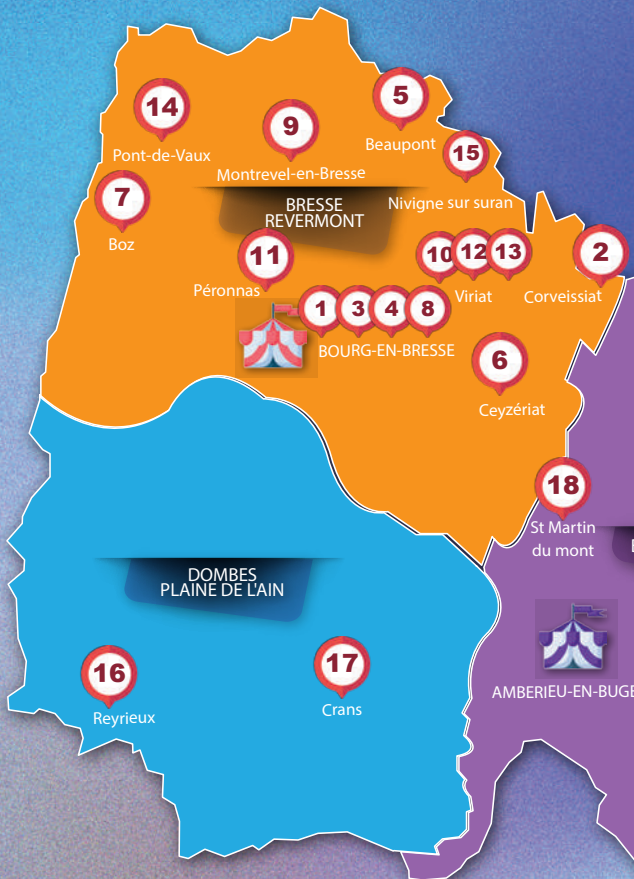 14
Pont-de-Vaux
9
Montrevel-en-Bresse
5
Beaupont
15
Nivigne sur suran
7
Boz
BRESSE
REVERMONT
11
Péronnas
10 12 13
Viriat
2
Corveissiat
1 3 4 8
BOURG-EN-BRESSE
6
Ceyzériat
18
St Martin
du mont
DOMBES
PLAINE DE L'AIN
16
Reyrieux
17
Crans
AMBERIEU-EN-BUGE